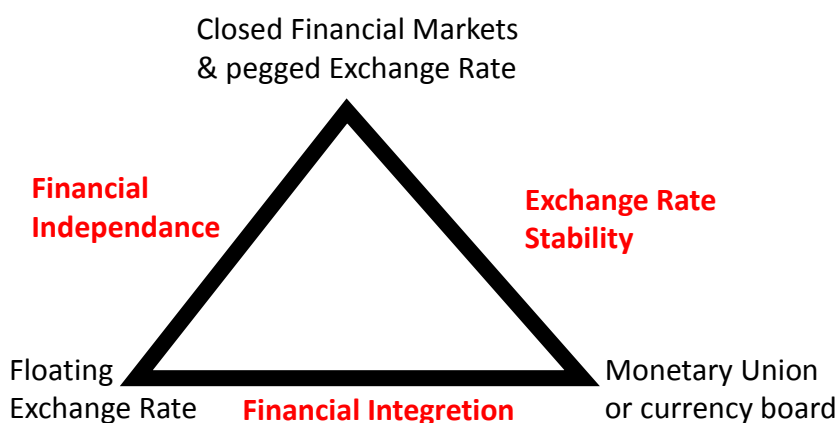 Closed Financial Markets
& pegged Exchange Rate
Financial
Independance
Exchange Rate
Stability
Floating
Exchange Rate
Financial Integretion
Monetary Union
or currency board